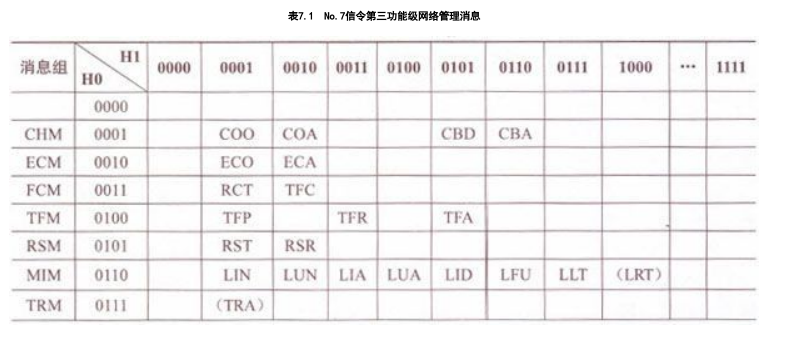 表7.1 No.7信令第三功能级网络管理消息
消息组 H1 H0 0000 0001 0010 0011 0100 0101 0110 0111 1000 … 1111
0000
CHM 0001 COO COA CBD CBA
ECM 0010 ECO ECA
FCM 0011 RCT TFC
TFM 0100 TFP TFR TFA
RSM 0101 RST RSR
MIM 0110 LIN LUN LIA LUA LID LFU LLT (LRT)
TRM 0111 (TRA)